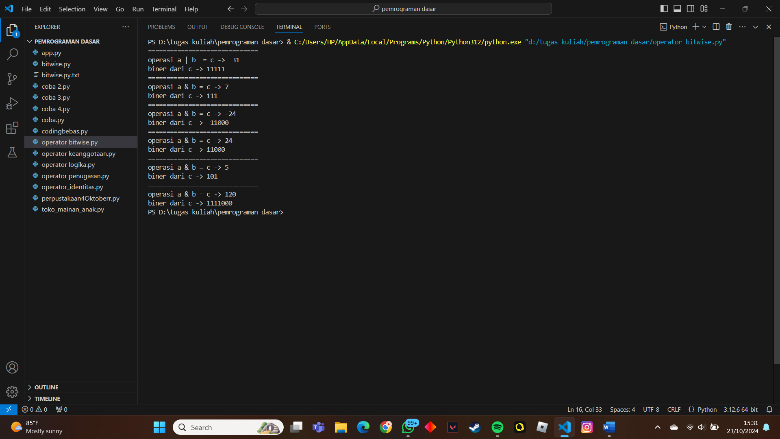 File Edit Selection View Go Run Terminal Help
pemrograman dasar
EXPLORER
PROBLEMS OUTPUT DEBUG CONSOLE TERMINAL PORTS
Python
PEMROGRAMAN DASAR
app.py
bitwise.py
bitwise.py.txt
coba 2.py
coba 3.py
coba 4.py
coba.py
codingbebas.py
operator bitwise.py
operator keanggotaan.py
operator logika.py
operator penugasan.py
operator_identitas.py
perpustakaan4Oktoberr.py
toko_mainan_anak.py
OUTLINE
TIMELINE
PS D:\tugas kuliah\pemrograman dasar> & C:/Users/HP/AppData/Local/Programs/Python/Python312/python.exe "d:/tugas kuliah/pemrograman dasar/operator bitwise.py"
============================
operasi a | b = c -> 31
biner dari c -> 11111
============================
operasi a & b = c -> 7
biner dari c -> 111
============================
operasi a & b = c -> -24
biner dari c -> -11000
============================
operasi a & b = c -> 24
biner dari c -> 11000
============================
operasi a & b = c -> 5
biner dari c -> 101
============================
operasi a & b = c -> 120
biner dari c -> 1111000
PS D:\tugas kuliah\pemrograman dasar>
0 0 0
Ln 16, Col 33 Spaces: 4 UTF-8 CRLF Python 3.12.6 64-bit
85°F
Mostly sunny
Search
99+
15:31
21/10/2024